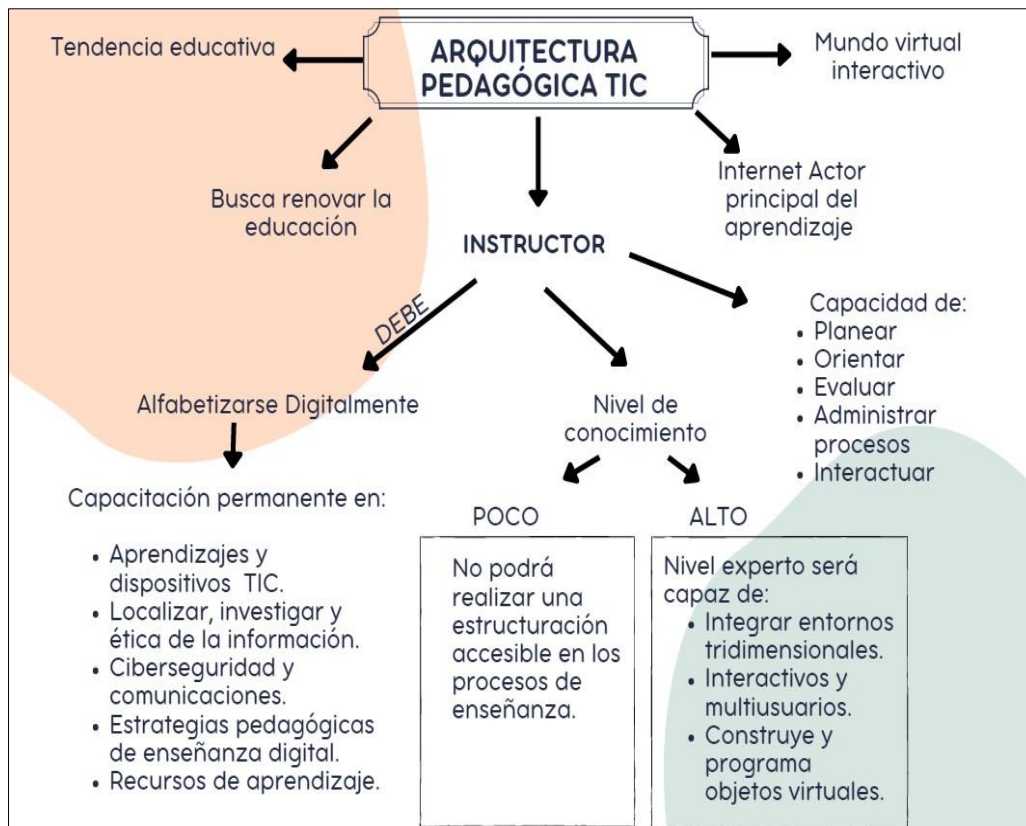 ARQUITECTURA
PEDAGÓGICA TIC
Tendencia educativa
Mundo virtual
interactivo
Busca renovar la
educación
Internet Actor
principal del
aprendizaje
INSTRUCTOR
DEBE
Alfabetizarse Digitalmente
Capacitación permanente en:
• Aprendizajes y
dispositivos TIC.
• Localizar, investigar y
ética de la información.
• Ciberseguridad y
comunicaciones.
• Estrategias pedagógicas
de enseñanza digital.
• Recursos de aprendizaje.
Nivel de
conocimiento
POCO
No podrá
realizar una
estructuración
accesible en los
procesos de
enseñanza.
ALTO
Nivel experto será
capaz de:
• Integrar entornos
tridimensionales.
• Interactivos y
multiusuarios.
• Construye y
programa
objetos virtuales.
Capacidad de:
• Planear
• Orientar
• Evaluar
• Administrar
procesos
• Interactuar